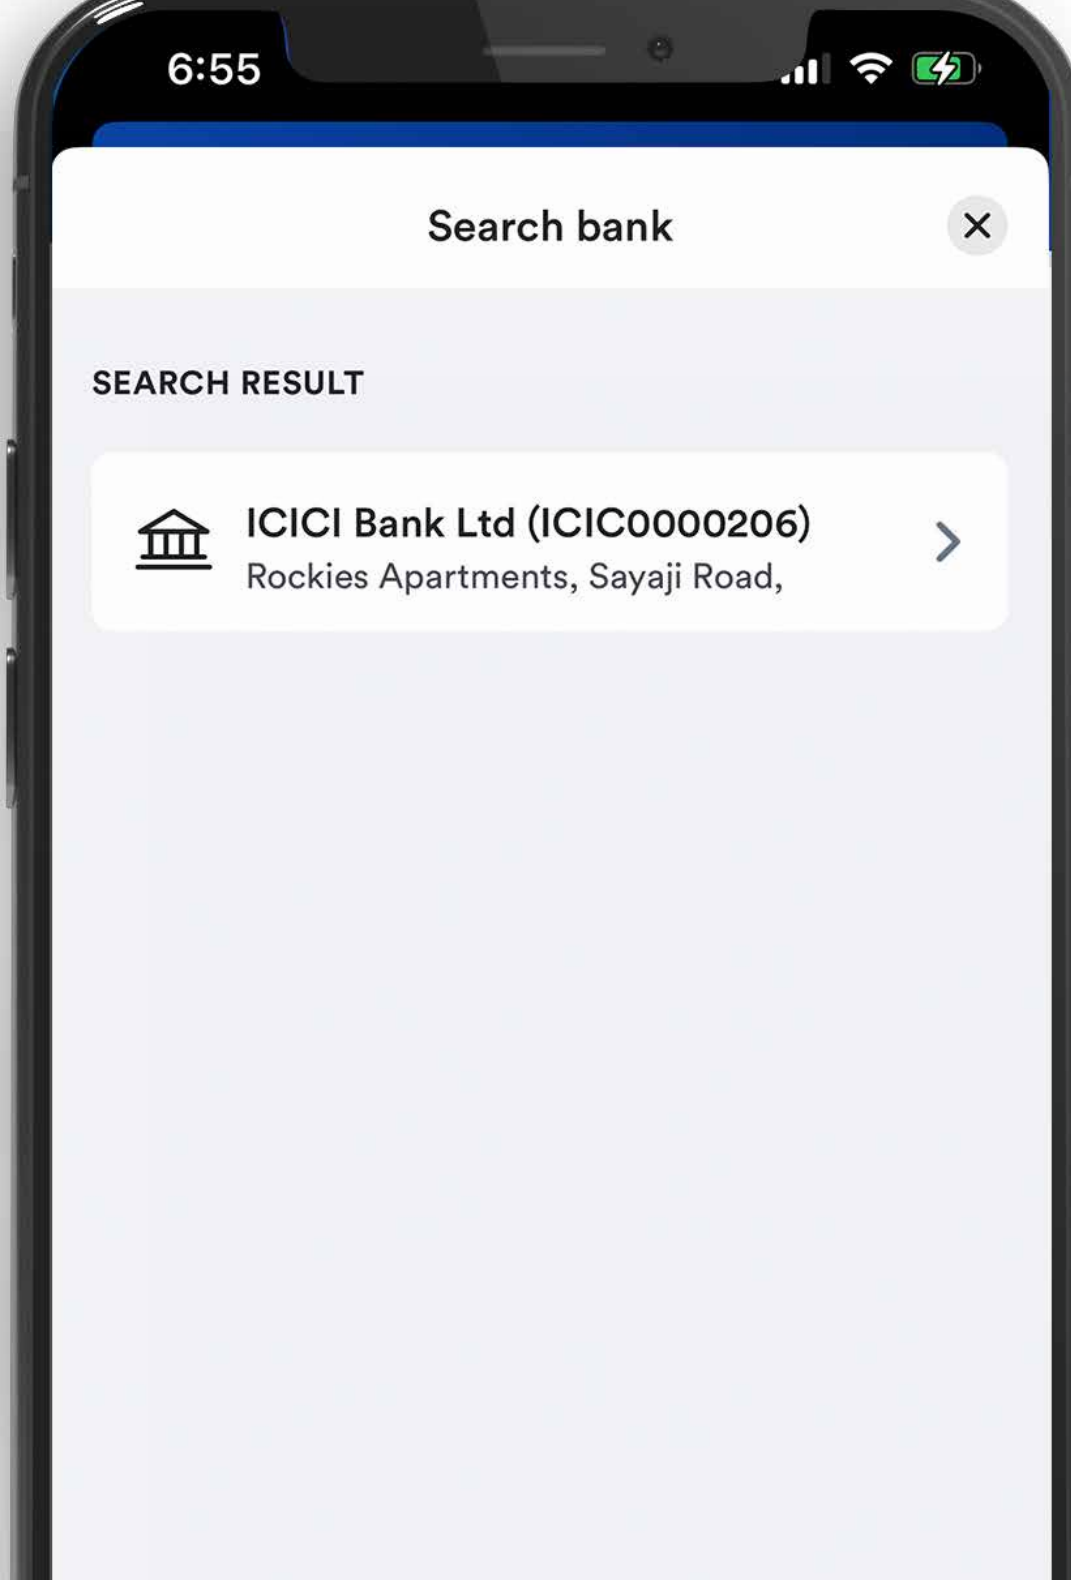 6:55
Search bank
SEARCH RESULT
ICICI Bank Ltd (ICIC0000206)
Rockies Apartments, Sayaji Road,